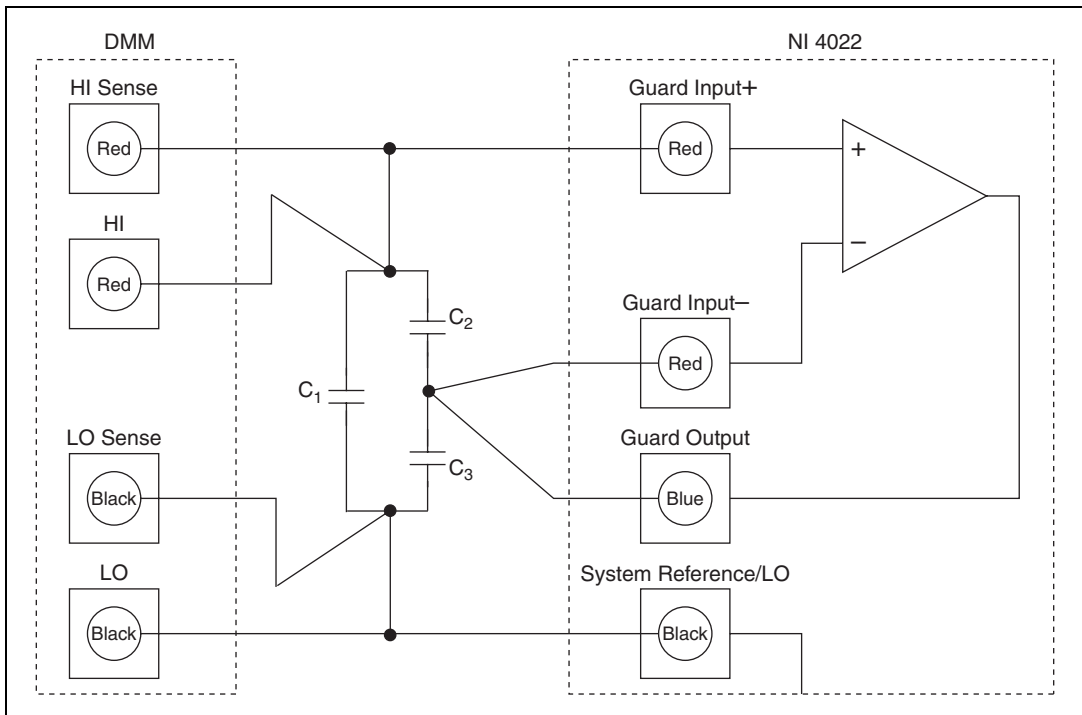 DMM
NI 4022
HI Sense
Red
HI
Red
LO Sense
Black
LO
Black
C1
C2
C3
Guard Input+
Red
+
−
Guard Input−
Red
Guard Output
Blue
System Reference/LO
Black